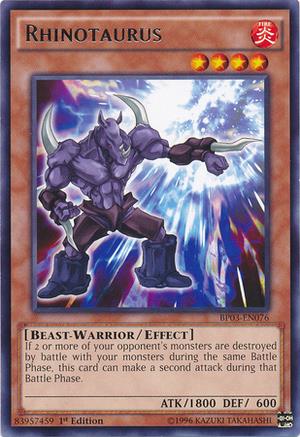 RHINOTAURUS
FIRE
炎
BP03-EN076
[BEAST-WARRIOR/EFFECT]
If 2 or more of your opponent's monsters are destroyed
by battle with your monsters during the same Battle
Phase, this card can make a second attack during that
Battle Phase.
ATK/1800 DEF/ 600
83957459 1st Edition ©1996 KAZUKI TAKAHASHI